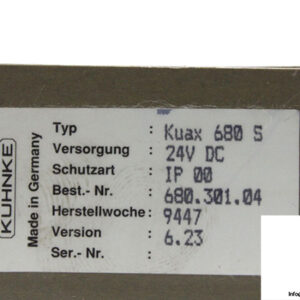 KUHNKE
Made in Germany
Typ : Kuax 680 S
Versorgung : 24V DC
Schutzart : IP 00
Best.- Nr. : 680.301.04
Herstellwoche : 9447
Version : 6.23
Ser.- Nr. :